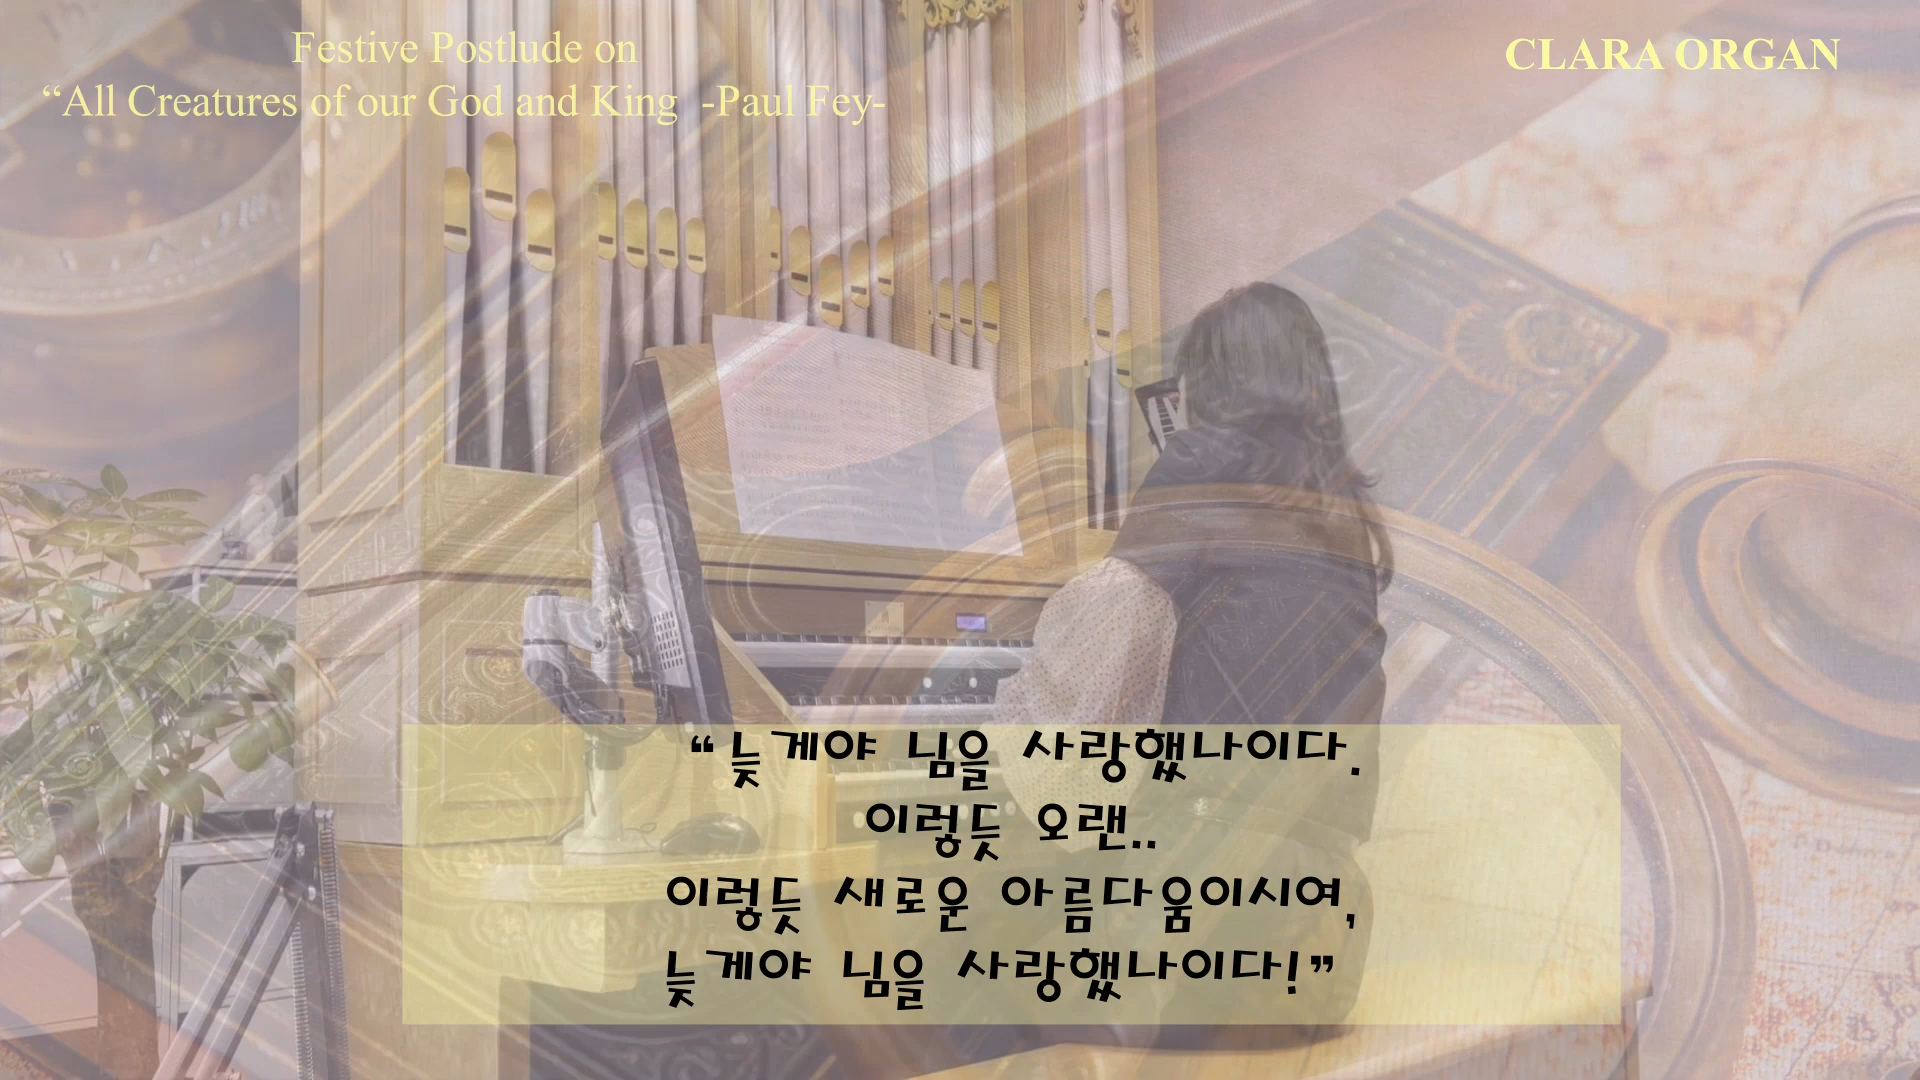 Festive Postlude on
“All Creatures of our God and King -Paul Fey-
CLARA ORGAN
“늦게야 님을 사랑했나이다.
이렇듯 오랜..
이렇듯 새로운 아름다움이시여,
늦게야 님을 사랑했나이다!”